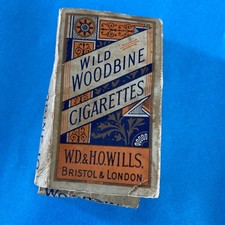 WILD
WOODBINE
CIGARETTES
W.D.& H.O.WILLS.
BRISTOL & LONDON.